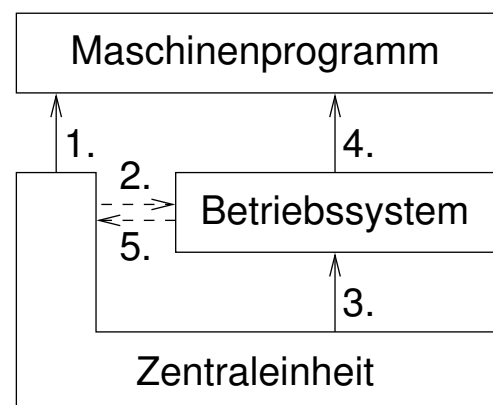 Maschinenprogramm
1.
4.
2.
Betriebssystem
5.
3.
Zentraleinheit